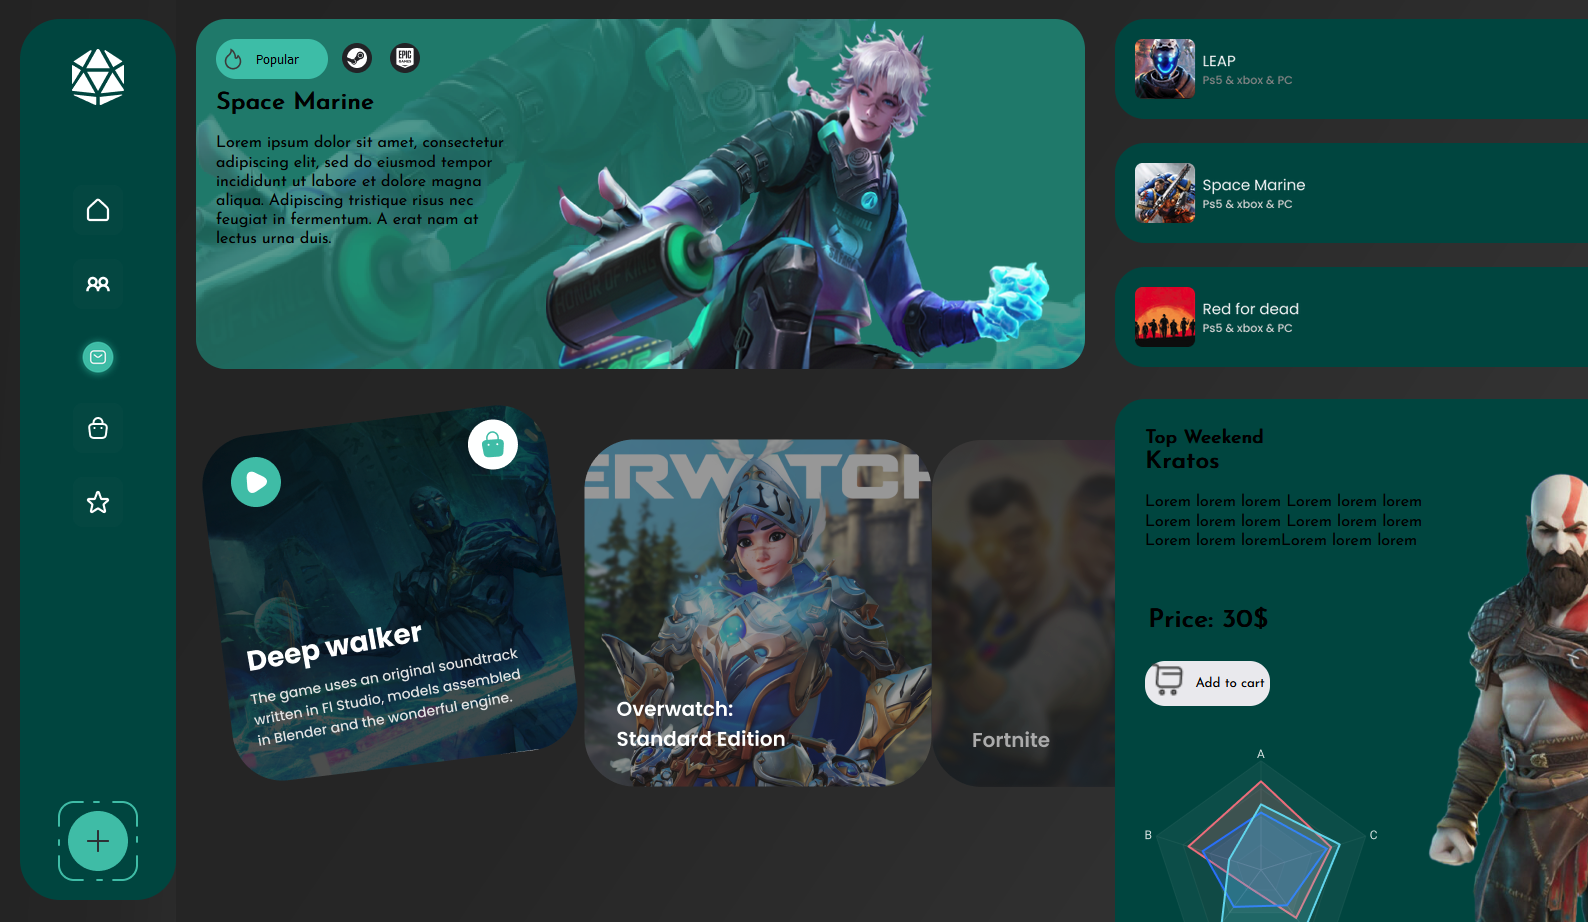 Popular
EPIC
GAMES
Space Marine
Lorem ipsum dolor sit amet, consectetur
adipiscing elit, sed do eiusmod tempor
incididunt ut labore et dolore magna
aliqua. Adipiscing tristique risus nec
feugiat in fermentum. A erat nam at
lectus urna duis.
HONOR OF KINGS
LEAP
Ps5 & xbox & PC
Space Marine
Ps5 & xbox & PC
Red for dead
Ps5 & xbox & PC
Deep walker
The game uses an original soundtrack
written in Fl Studio, models assembled
in Blender and the wonderful engine.
ERWATCH
Overwatch:
Standard Edition
Fortnite
Top Weekend
Kratos
Lorem lorem lorem Lorem lorem lorem
Lorem lorem lorem Lorem lorem lorem
Lorem lorem loremLorem lorem lorem
Price: 30$
Add to cart
A
B
C